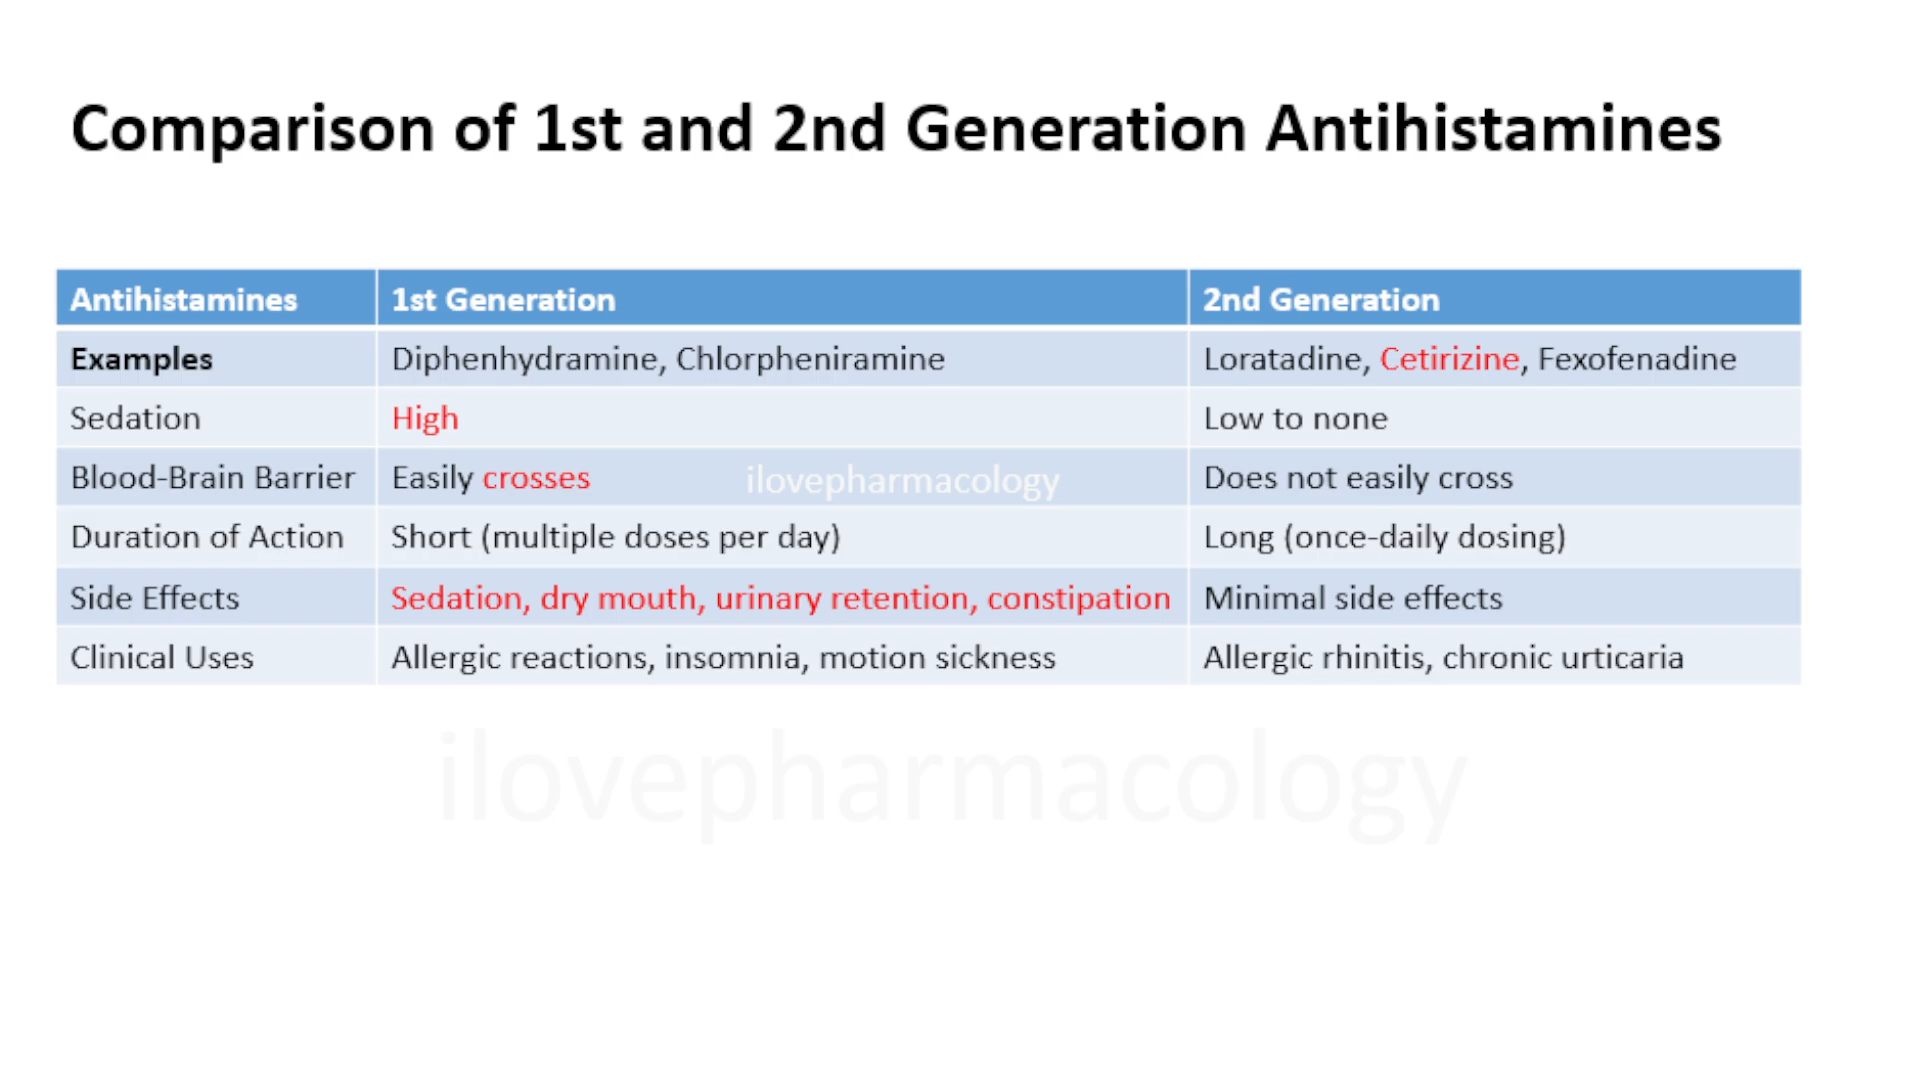 Comparison of 1st and 2nd Generation Antihistamines
Antihistamines 1st Generation 2nd Generation
Examples Diphenhydramine, Chlorpheniramine Loratadine, Cetirizine, Fexofenadine
Sedation High Low to none
Blood-Brain Barrier Easily crosses ilovepharmacology Does not easily cross
Duration of Action Short (multiple doses per day) Long (once-daily dosing)
Side Effects Sedation, dry mouth, urinary retention, constipation Minimal side effects
Clinical Uses Allergic reactions, insomnia, motion sickness Allergic rhinitis, chronic urticaria
ilovepharmacology